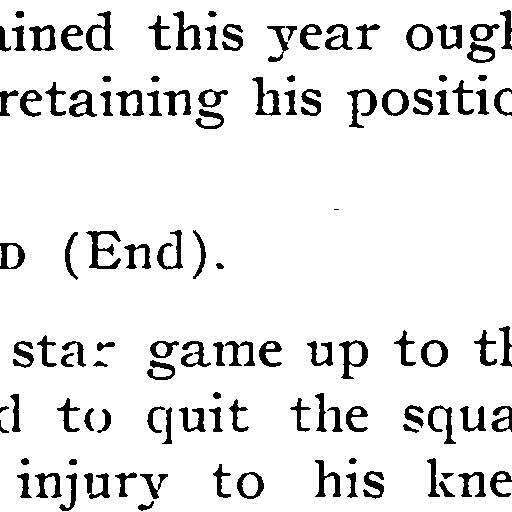 ained this year ough
retaining his positio
D (End).
star game up to th
d to quit the squa
injury to his kne